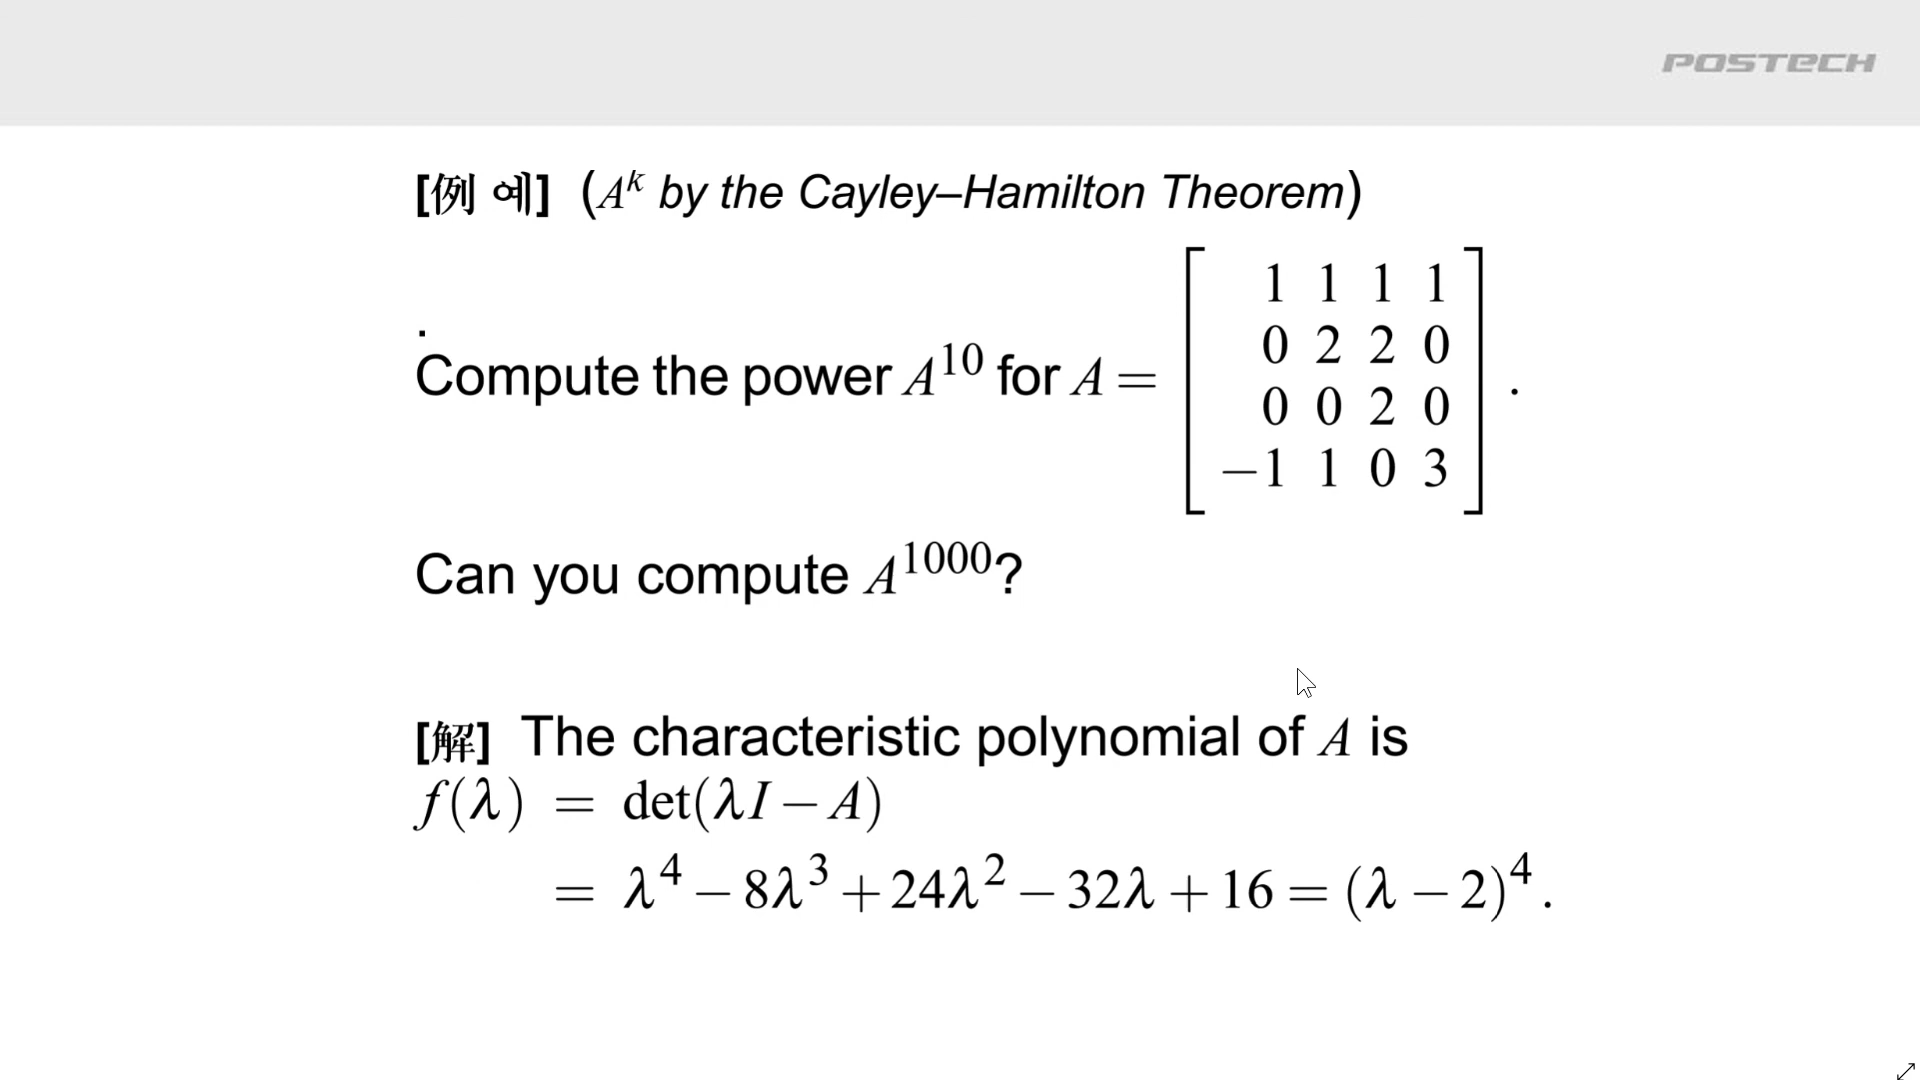 POSTECH
[例 예] (A^k by the Cayley–Hamilton Theorem)
.
Compute the power A^10 for A = [ 1 1 1 1
0 2 2 0
0 0 2 0
−1 1 0 3 ] .
Can you compute A^1000?
[解] The characteristic polynomial of A is
f(λ) = det(λI − A)
= λ^4 − 8λ^3 + 24λ^2 − 32λ + 16 = (λ − 2)^4 .